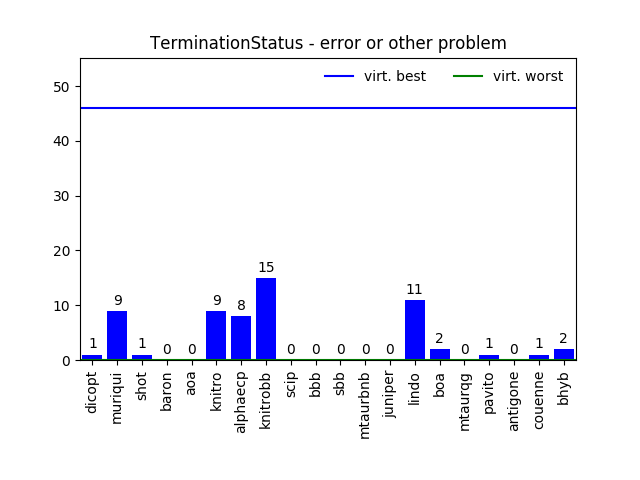 TerminationStatus - error or other problem
virt. best virt. worst
50
40
30
20
10
0
1 9 1 0 0 9 8 15 0 0 0 0 0 11 2 0 1 0 1 2
dicopt
muriqui
shot
baron
aoa
knitro
alphaecp
knitrobb
scip
bbb
sbb
mtaurbnb
juniper
lindo
boa
mtaurqg
pavito
antigone
couenne
bhyb